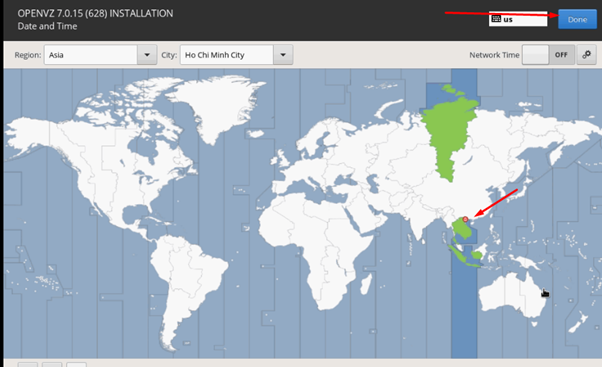 OPENVZ 7.0.15 (628) INSTALLATION
Date and Time
us
Done
Region: Asia City: Ho Chi Minh City Network Time OFF